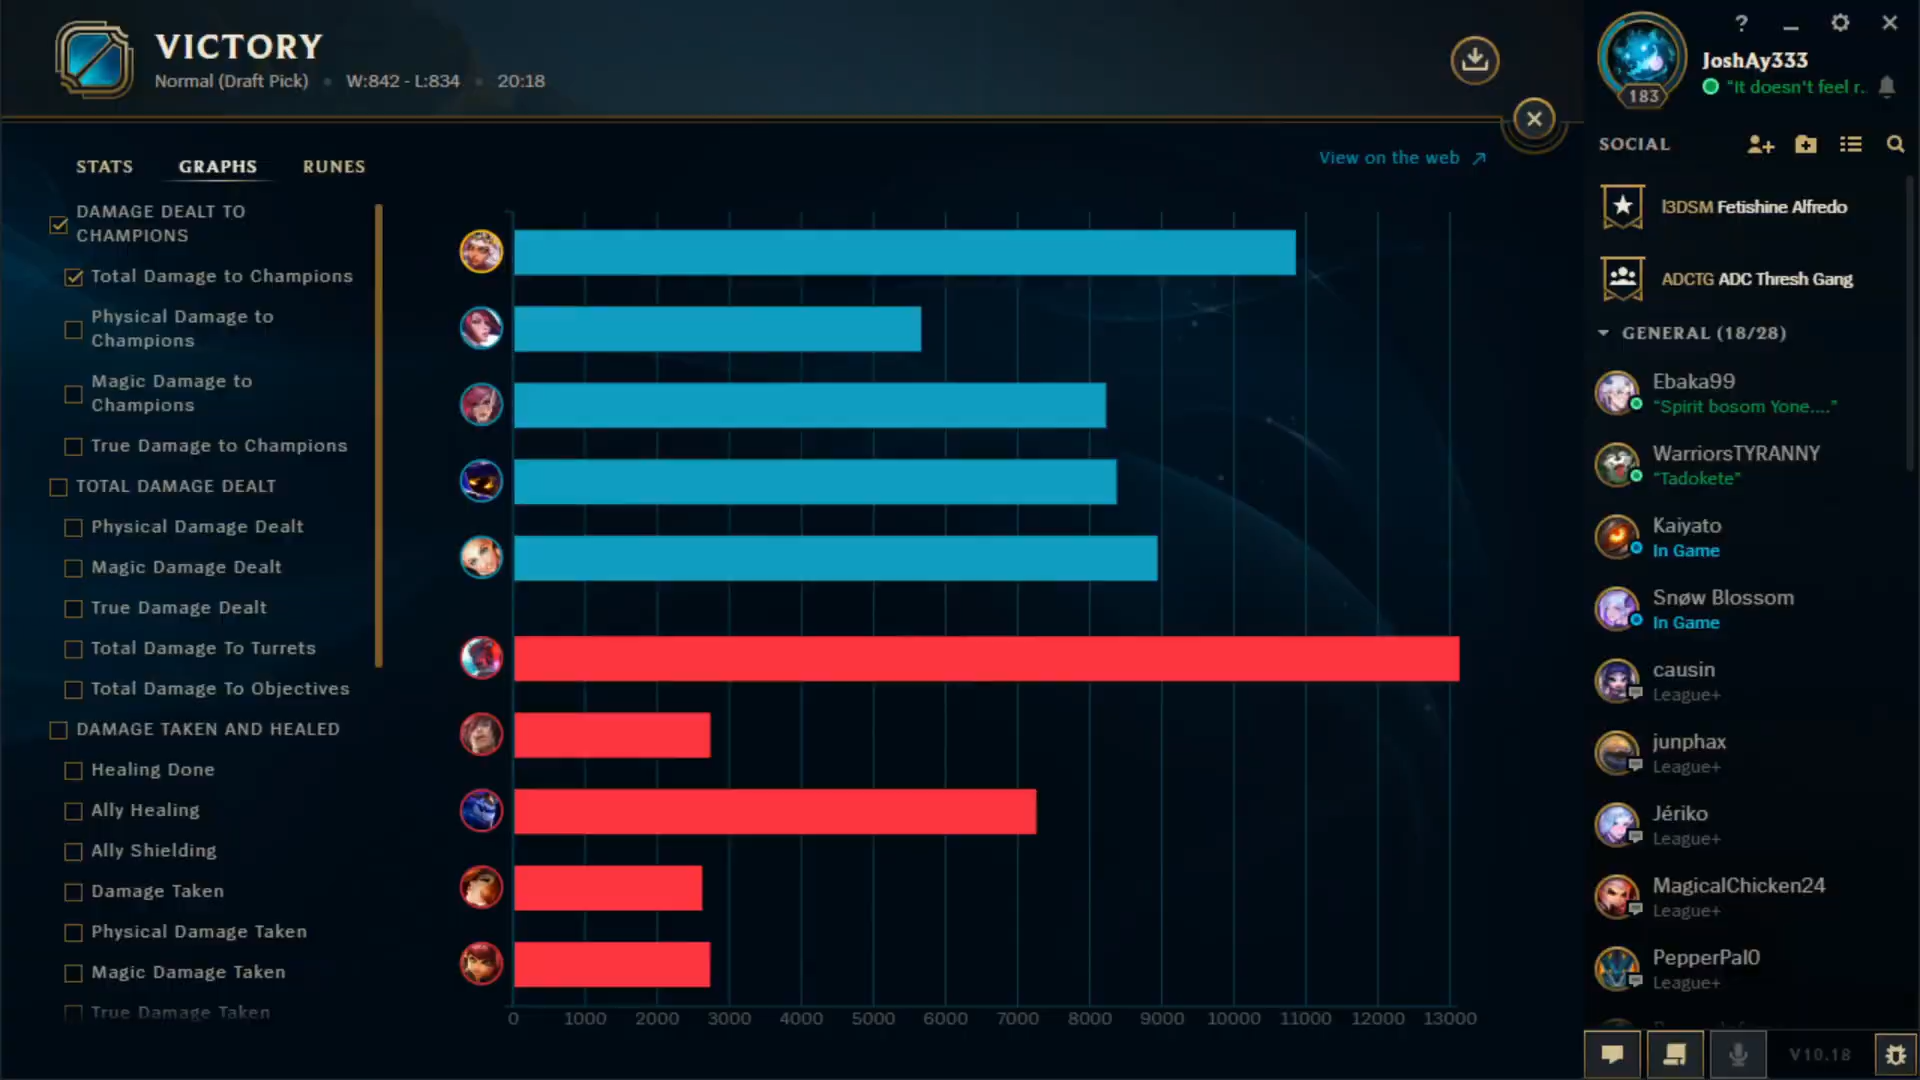 VICTORY
Normal (Draft Pick) • W:842 - L:834 • 20:18
STATS GRAPHS RUNES
View on the web
DAMAGE DEALT TO
CHAMPIONS
Total Damage to Champions
Physical Damage to
Champions
Magic Damage to
Champions
True Damage to Champions
TOTAL DAMAGE DEALT
Physical Damage Dealt
Magic Damage Dealt
True Damage Dealt
Total Damage To Turrets
Total Damage To Objectives
DAMAGE TAKEN AND HEALED
Healing Done
Ally Healing
Ally Shielding
Damage Taken
Physical Damage Taken
Magic Damage Taken
True Damage Taken
0 1000 2000 3000 4000 5000 6000 7000 8000 9000 10000 11000 12000 13000
?
JoshAy333
"It doesn't feel r..
183
SOCIAL
l3DSM Fetishine Alfredo
ADCTG ADC Thresh Gang
GENERAL (18/28)
Ebaka99
"Spirit bosom Yone...."
WarriorsTYRANNY
"Tadokete"
Kaiyato
In Game
Snøw Blossom
In Game
causin
League+
junphax
League+
Jériko
League+
MagicalChicken24
League+
PepperPal0
League+
V10.18